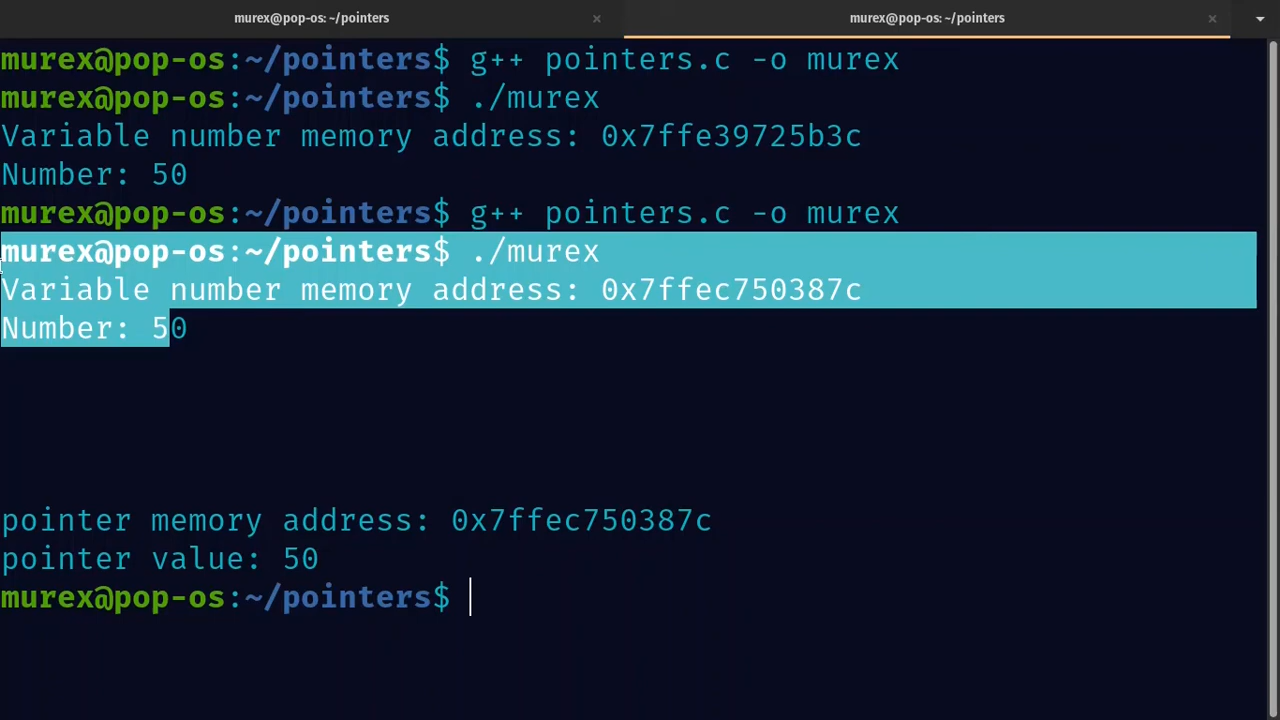 murex@pop-os: ~/pointers × murex@pop-os: ~/pointers ×
murex@pop-os:~/pointers$ g++ pointers.c -o murex
murex@pop-os:~/pointers$ ./murex
Variable number memory address: 0x7ffe39725b3c
Number: 50
murex@pop-os:~/pointers$ g++ pointers.c -o murex
murex@pop-os:~/pointers$ ./murex
Variable number memory address: 0x7ffec750387c
Number: 50
pointer memory address: 0x7ffec750387c
pointer value: 50
murex@pop-os:~/pointers$